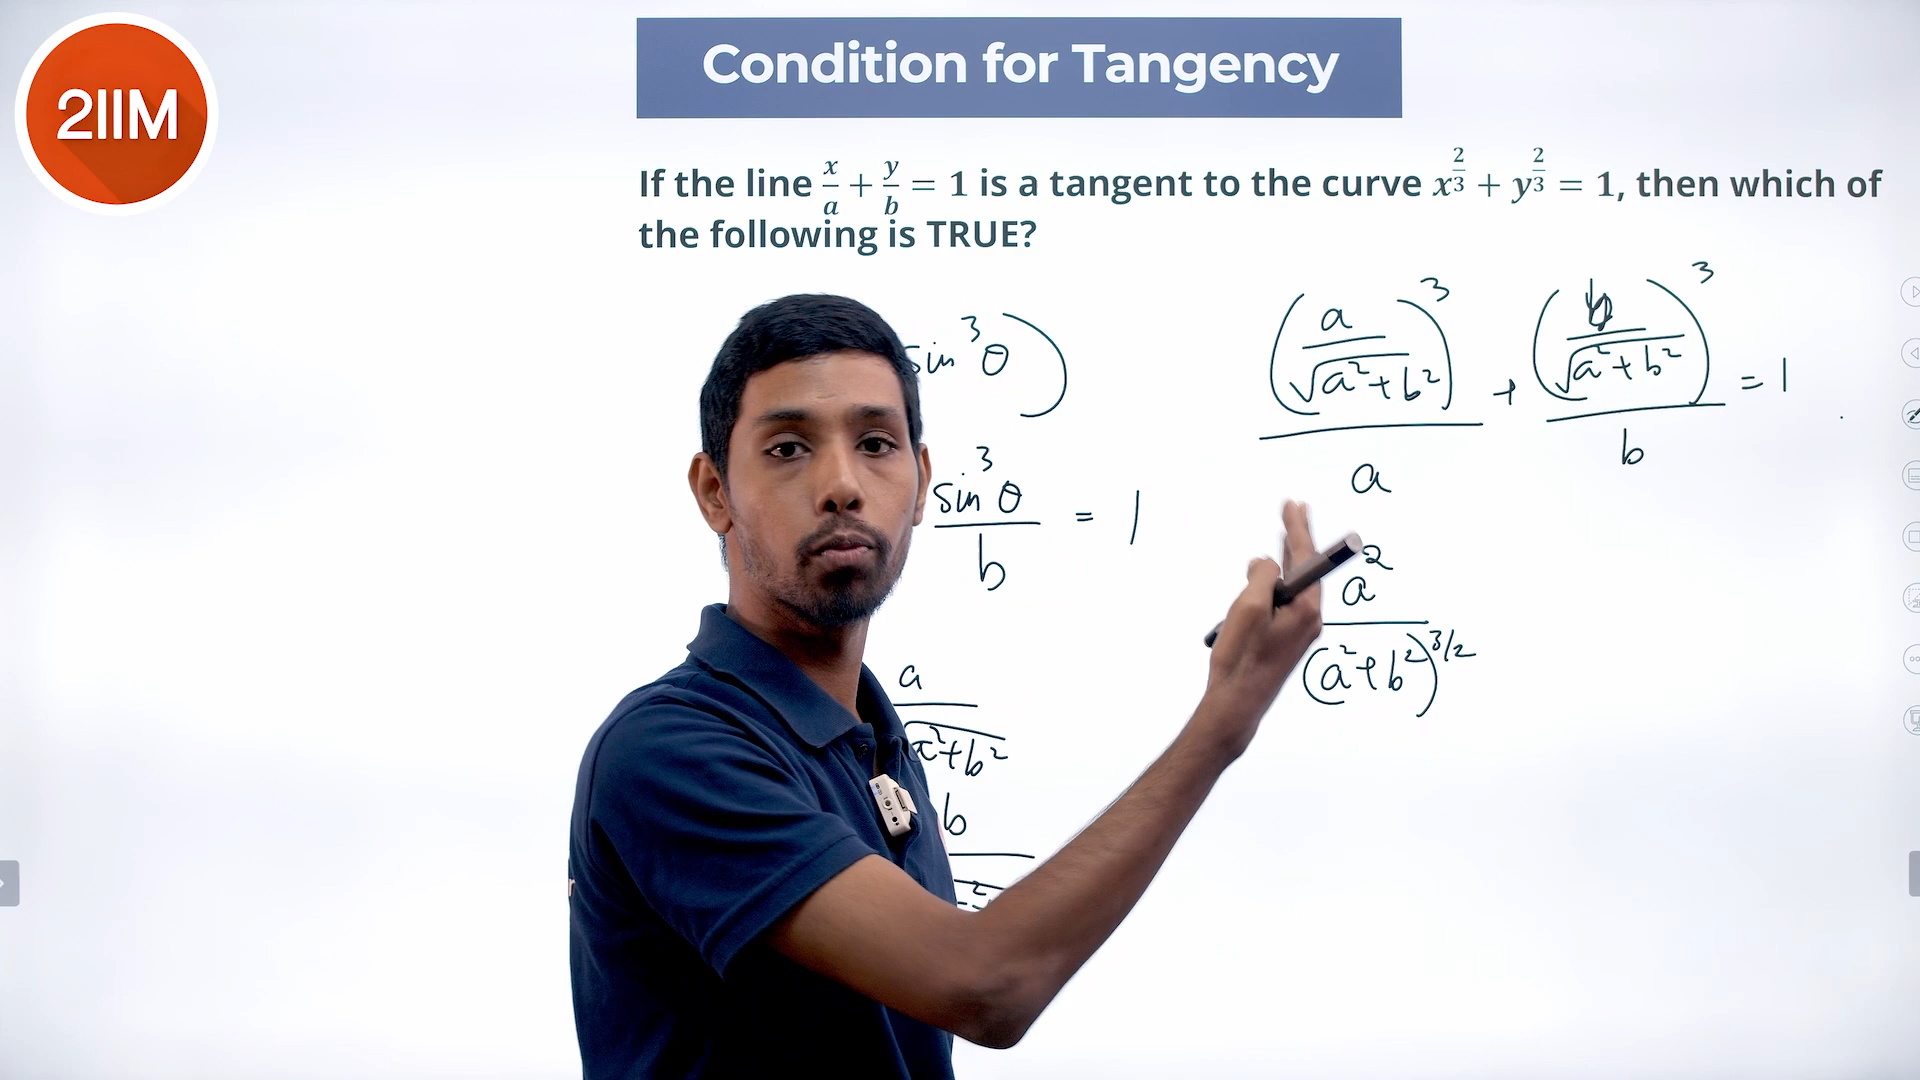 2IIM
Condition for Tangency
If the line x/a + y/b = 1 is a tangent to the curve x^(2/3) + y^(2/3) = 1, then which of
the following is TRUE?
sin³θ)
sin³θ/b = 1
a/√(a²+b²)
b
(a/√(a²+b²))³/a + (b/√(a²+b²))³/b = 1
a²/(a²+b²)^(3/2)